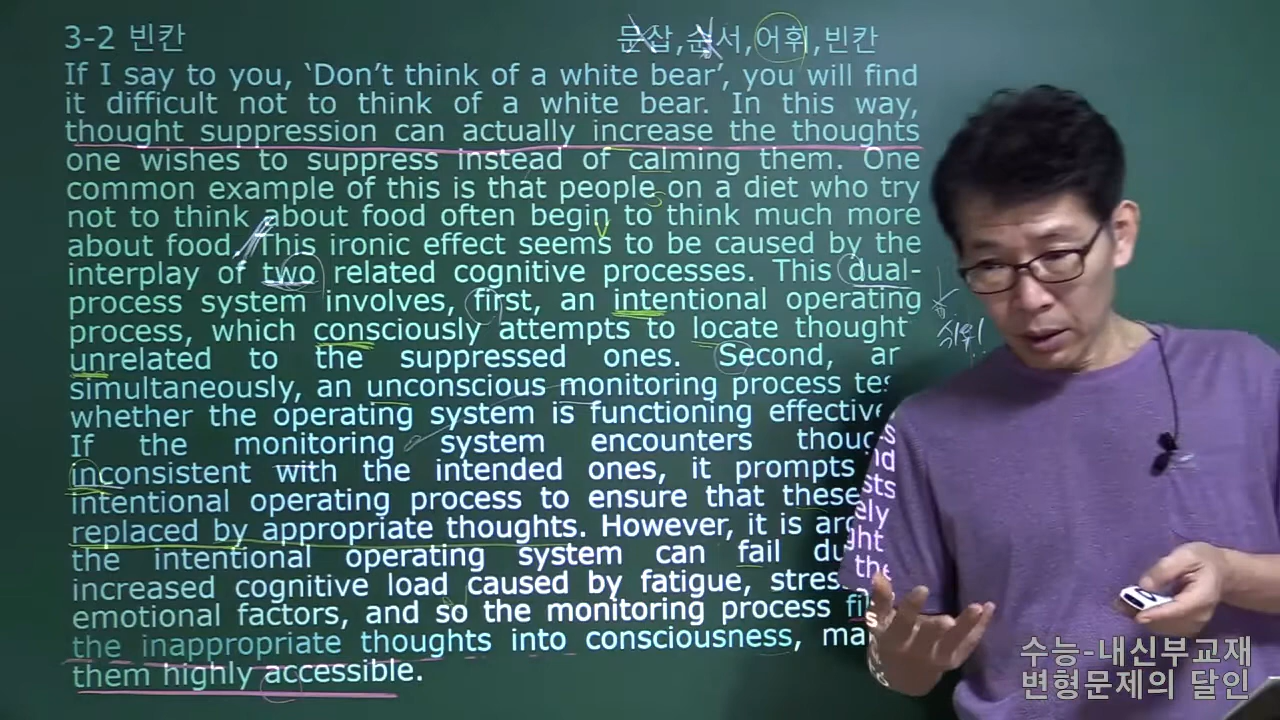 3-2 빈칸
문삽,순서,어휘,빈칸
If I say to you, ‘Don’t think of a white bear’, you will find
it difficult not to think of a white bear. In this way,
thought suppression can actually increase the thoughts
one wishes to suppress instead of calming them. One
common example of this is that people on a diet who try
not to think about food often begin to think much more
about food. This ironic effect seems to be caused by the
interplay of two related cognitive processes. This dual-
process system involves, first, an intentional operating
process, which consciously attempts to locate thought
unrelated to the suppressed ones. Second,
simultaneously, an unconscious monitoring process
whether the operating system is functioning
If the monitoring system encounters
inconsistent with the intended ones, it prompts
intentional operating process to ensure that these
replaced by appropriate thoughts. However, it is
the intentional operating system can fail
increased cognitive load caused by fatigue,
emotional factors, and so the monitoring process
the inappropriate thoughts into consciousness,
them highly accessible.
수능-내신부교재
변형문제의 달인